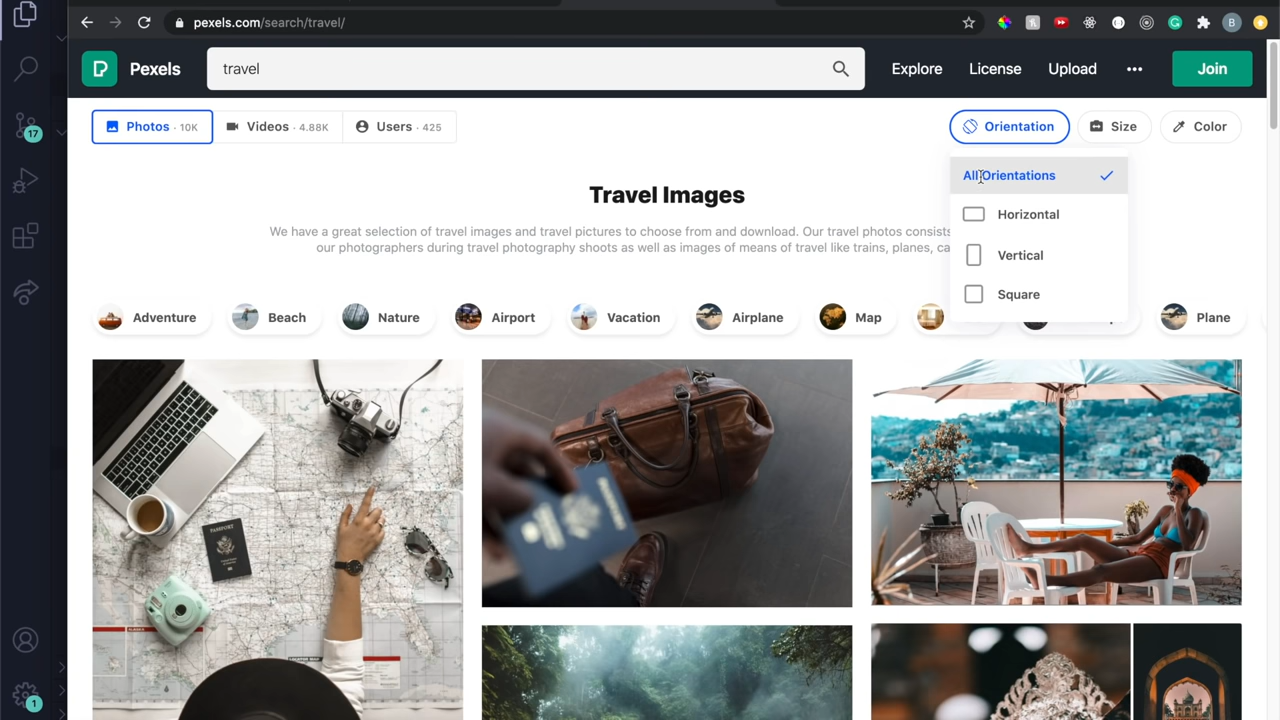 pexels.com/search/travel/
Pexels
travel
Explore
License
Upload
Join
Photos · 10K
Videos · 4.88K
Users · 425
Orientation
Size
Color
All Orientations
Horizontal
Vertical
Square
Travel Images
We have a great selection of travel images and travel pictures to choose from and download. Our travel photos consists
our photographers during travel photography shoots as well as images of means of travel like trains, planes, ca
Adventure
Beach
Nature
Airport
Vacation
Airplane
Map
Plane
PASSPORT
17
1
B